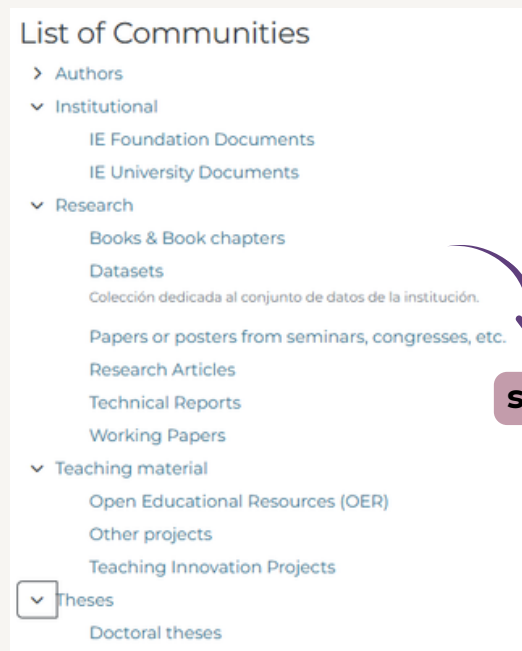 List of Communities
Authors
Institutional
IE Foundation Documents
IE University Documents
Research
Books & Book chapters
Datasets
Colección dedicada al conjunto de datos de la institución.
Papers or posters from seminars, congresses, etc.
Research Articles
Technical Reports
Working Papers
Teaching material
Open Educational Resources (OER)
Other projects
Teaching Innovation Projects
Theses
Doctoral theses